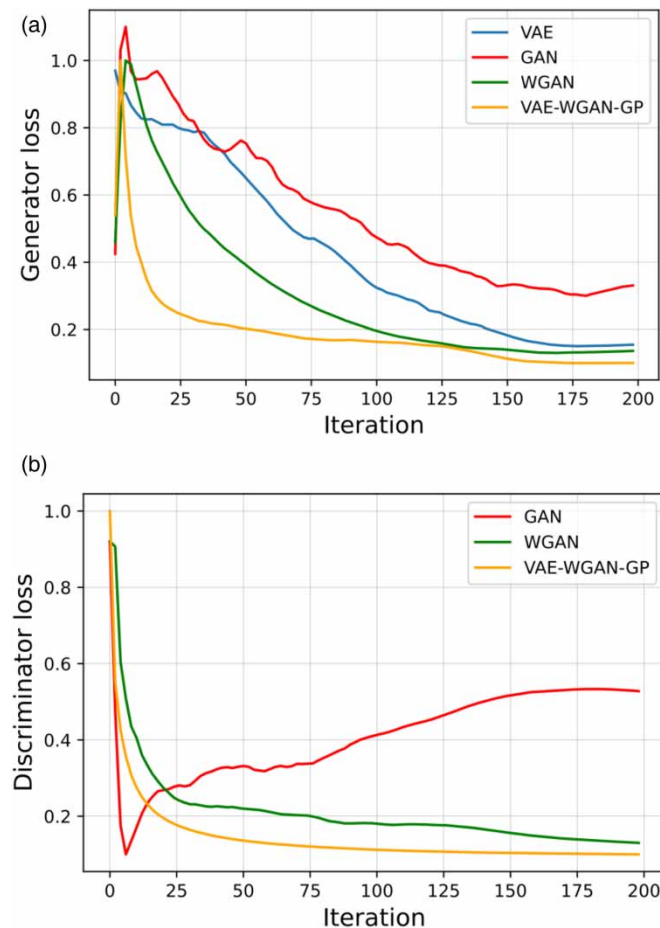 (a)
VAE
GAN
WGAN
VAE-WGAN-GP
Generator loss
1.0
0.8
0.6
0.4
0.2
0 25 50 75 100 125 150 175 200
Iteration
(b)
GAN
WGAN
VAE-WGAN-GP
Discriminator loss
1.0
0.8
0.6
0.4
0.2
0 25 50 75 100 125 150 175 200
Iteration